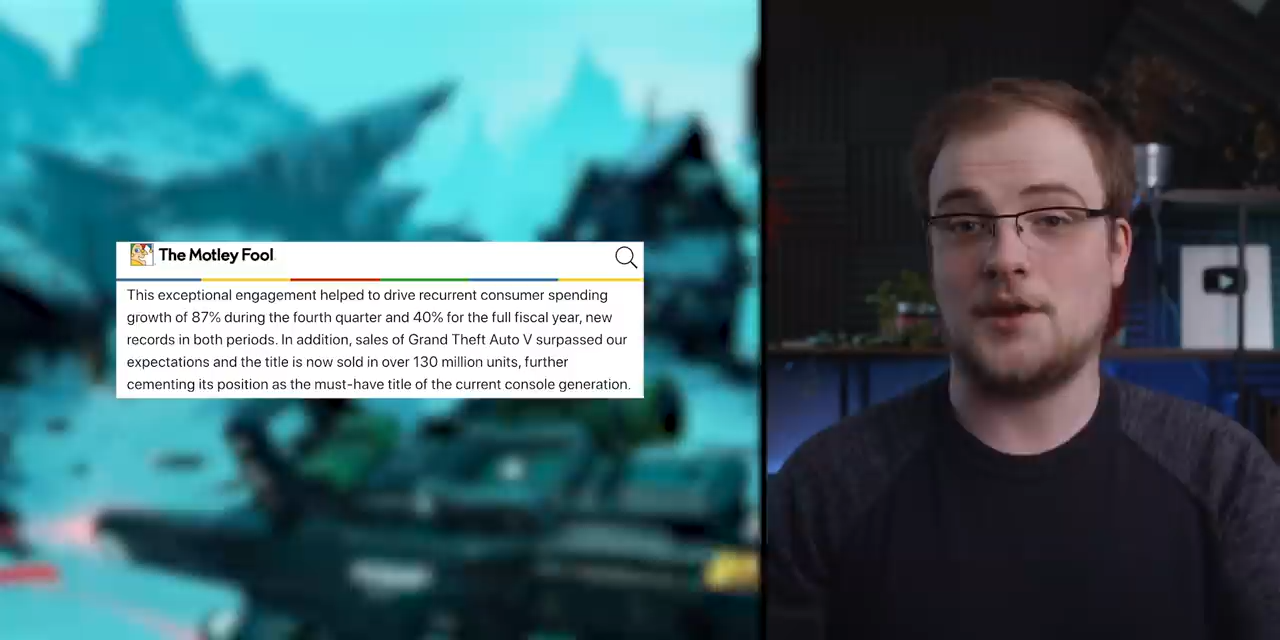 The Motley Fool
This exceptional engagement helped to drive recurrent consumer spending
growth of 87% during the fourth quarter and 40% for the full fiscal year, new
records in both periods. In addition, sales of Grand Theft Auto V surpassed our
expectations and the title is now sold in over 130 million units, further
cementing its position as the must-have title of the current console generation.